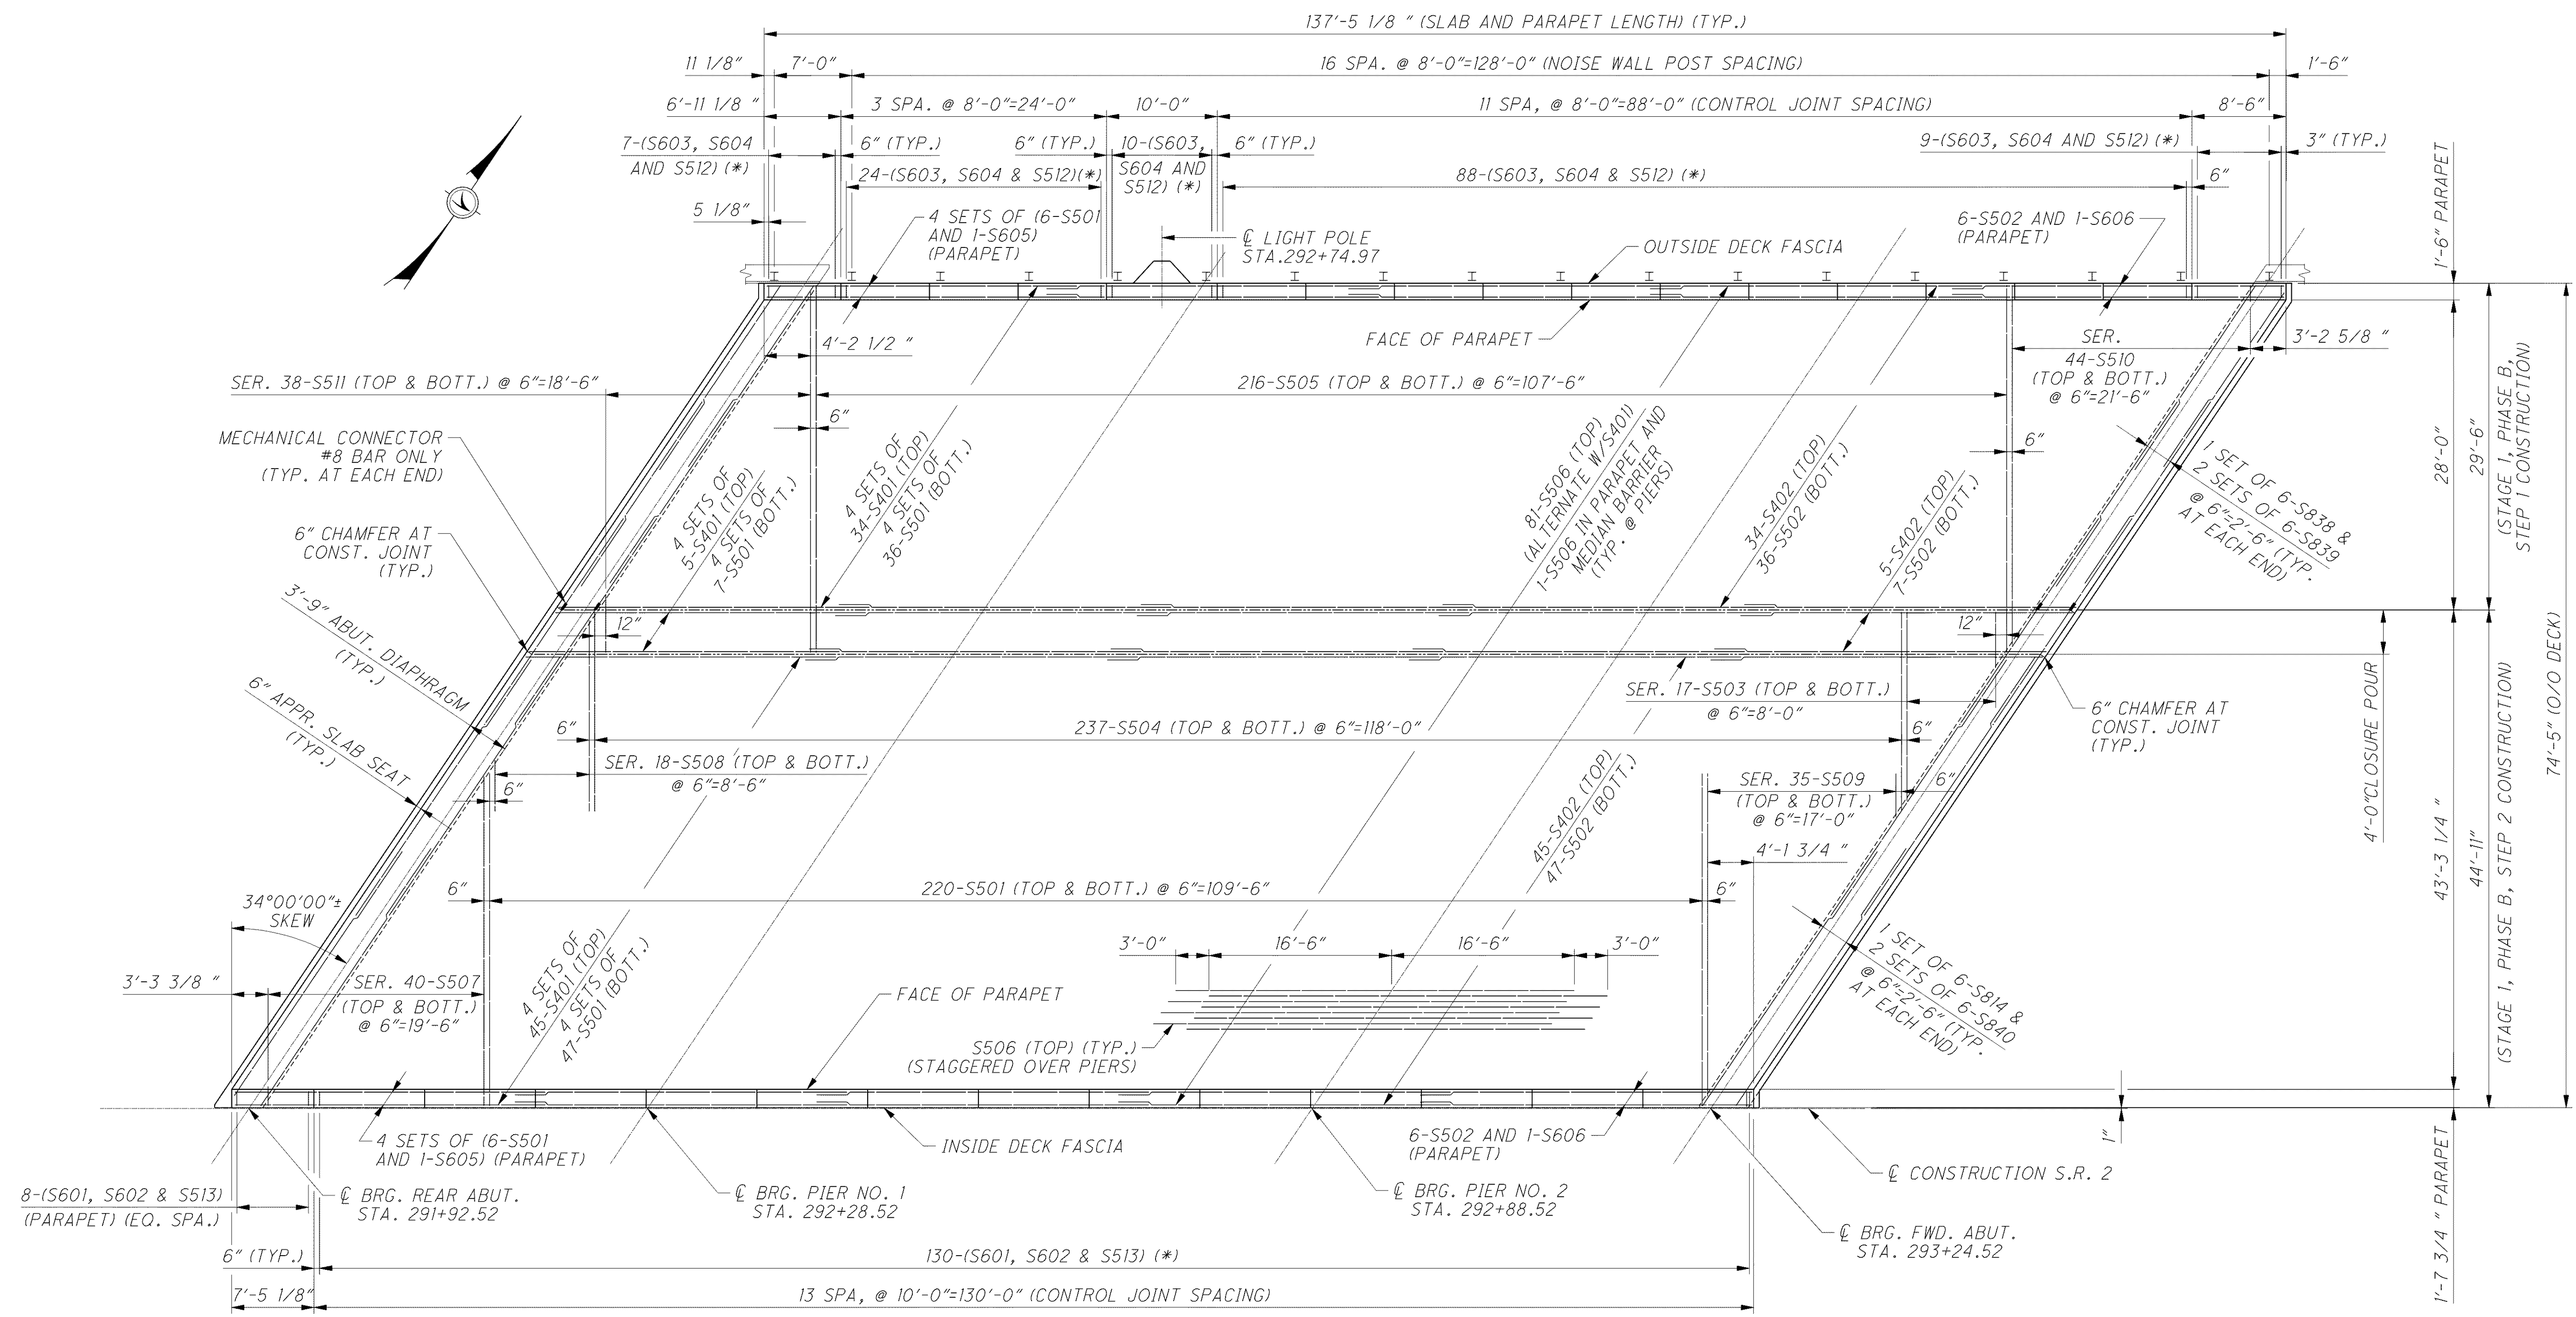 137'-5 1/8 " (SLAB AND PARAPET LENGTH) (TYP.)
11 1/8"
7'-0"
16 SPA. @ 8'-0"=128'-0" (NOISE WALL POST SPACING)
1'-6"
6'-11 1/8 "
3 SPA. @ 8'-0"=24'-0"
10'-0"
11 SPA, @ 8'-0"=88'-0" (CONTROL JOINT SPACING)
8'-6"
7-(S603, S604
AND S512) (*)
6" (TYP.)
6" (TYP.)
10-(S603,
S604 AND
S512) (*)
6" (TYP.)
9-(S603, S604 AND S512) (*)
3" (TYP.)
24-(S603, S604 & S512)(*)
88-(S603, S604 & S512) (*)
6"
5 1/8"
4 SETS OF (6-S501
AND 1-S605)
(PARAPET)
℄ LIGHT POLE
STA.292+74.97
OUTSIDE DECK FASCIA
6-S502 AND 1-S606
(PARAPET)
1'-6" PARAPET
FACE OF PARAPET
4'-2 1/2 "
SER.
44-S510
(TOP & BOTT.)
@ 6"=21'-6"
3'-2 5/8 "
SER. 38-S511 (TOP & BOTT.) @ 6"=18'-6"
216-S505 (TOP & BOTT.) @ 6"=107'-6"
6"
6"
MECHANICAL CONNECTOR
#8 BAR ONLY
(TYP. AT EACH END)
4 SETS OF
5-S401 (TOP)
4 SETS OF
7-S501 (BOTT.)
4 SETS OF
34-S401 (TOP)
4 SETS OF
36-S501 (BOTT.)
81-S506 (TOP)
(ALTERNATE W/S401)
1-S506 IN PARAPET AND
MEDIAN BARRIER
(TYP. @ PIERS)
34-S402 (TOP)
36-S502 (BOTT.)
5-S402 (TOP)
7-S502 (BOTT.)
1 SET OF 6-S838 &
2 SETS OF 6-S839
@ 6"=2'-6" (TYP.
AT EACH END)
28'-0"
29'-6"
(STAGE 1, PHASE B,
STEP 1 CONSTRUCTION)
6" CHAMFER AT
CONST. JOINT
(TYP.)
3'-9" ABUT. DIAPHRAGM
(TYP.)
6" APPR. SLAB SEAT
(TYP.)
12"
12"
SER. 17-S503 (TOP & BOTT.)
@ 6"=8'-0"
6" CHAMFER AT
CONST. JOINT
(TYP.)
6"
237-S504 (TOP & BOTT.) @ 6"=118'-0"
6"
SER. 18-S508 (TOP & BOTT.)
@ 6"=8'-6"
6"
45-S402 (TOP)
47-S502 (BOTT.)
SER. 35-S509
(TOP & BOTT.)
@ 6"=17'-0"
6"
4'-0"CLOSURE POUR
43'-3 1/4 "
44'-11"
(STAGE 1, PHASE B, STEP 2 CONSTRUCTION)
74'-5" (O/O DECK)
4'-1 3/4 "
34°00'00"±
SKEW
6"
220-S501 (TOP & BOTT.) @ 6"=109'-6"
6"
3'-0"
16'-6"
16'-6"
3'-0"
1 SET OF 6-S814 &
2 SETS OF 6-S840
@ 6"=2'-6" (TYP.
AT EACH END)
3'-3 3/8 "
SER. 40-S507
(TOP & BOTT.)
@ 6"=19'-6"
4 SETS OF
45-S401 (TOP)
4 SETS OF
47-S501 (BOTT.)
FACE OF PARAPET
S506 (TOP) (TYP.)
(STAGGERED OVER PIERS)
4 SETS OF (6-S501
AND 1-S605) (PARAPET)
INSIDE DECK FASCIA
6-S502 AND 1-S606
(PARAPET)
1"
℄ CONSTRUCTION S.R. 2
1'-7 3/4 " PARAPET
8-(S601, S602 & S513)
(PARAPET) (EQ. SPA.)
℄ BRG. REAR ABUT.
STA. 291+92.52
℄ BRG. PIER NO. 1
STA. 292+28.52
℄ BRG. PIER NO. 2
STA. 292+88.52
℄ BRG. FWD. ABUT.
STA. 293+24.52
6" (TYP.)
130-(S601, S602 & S513) (*)
7'-5 1/8"
13 SPA, @ 10'-0"=130'-0" (CONTROL JOINT SPACING)